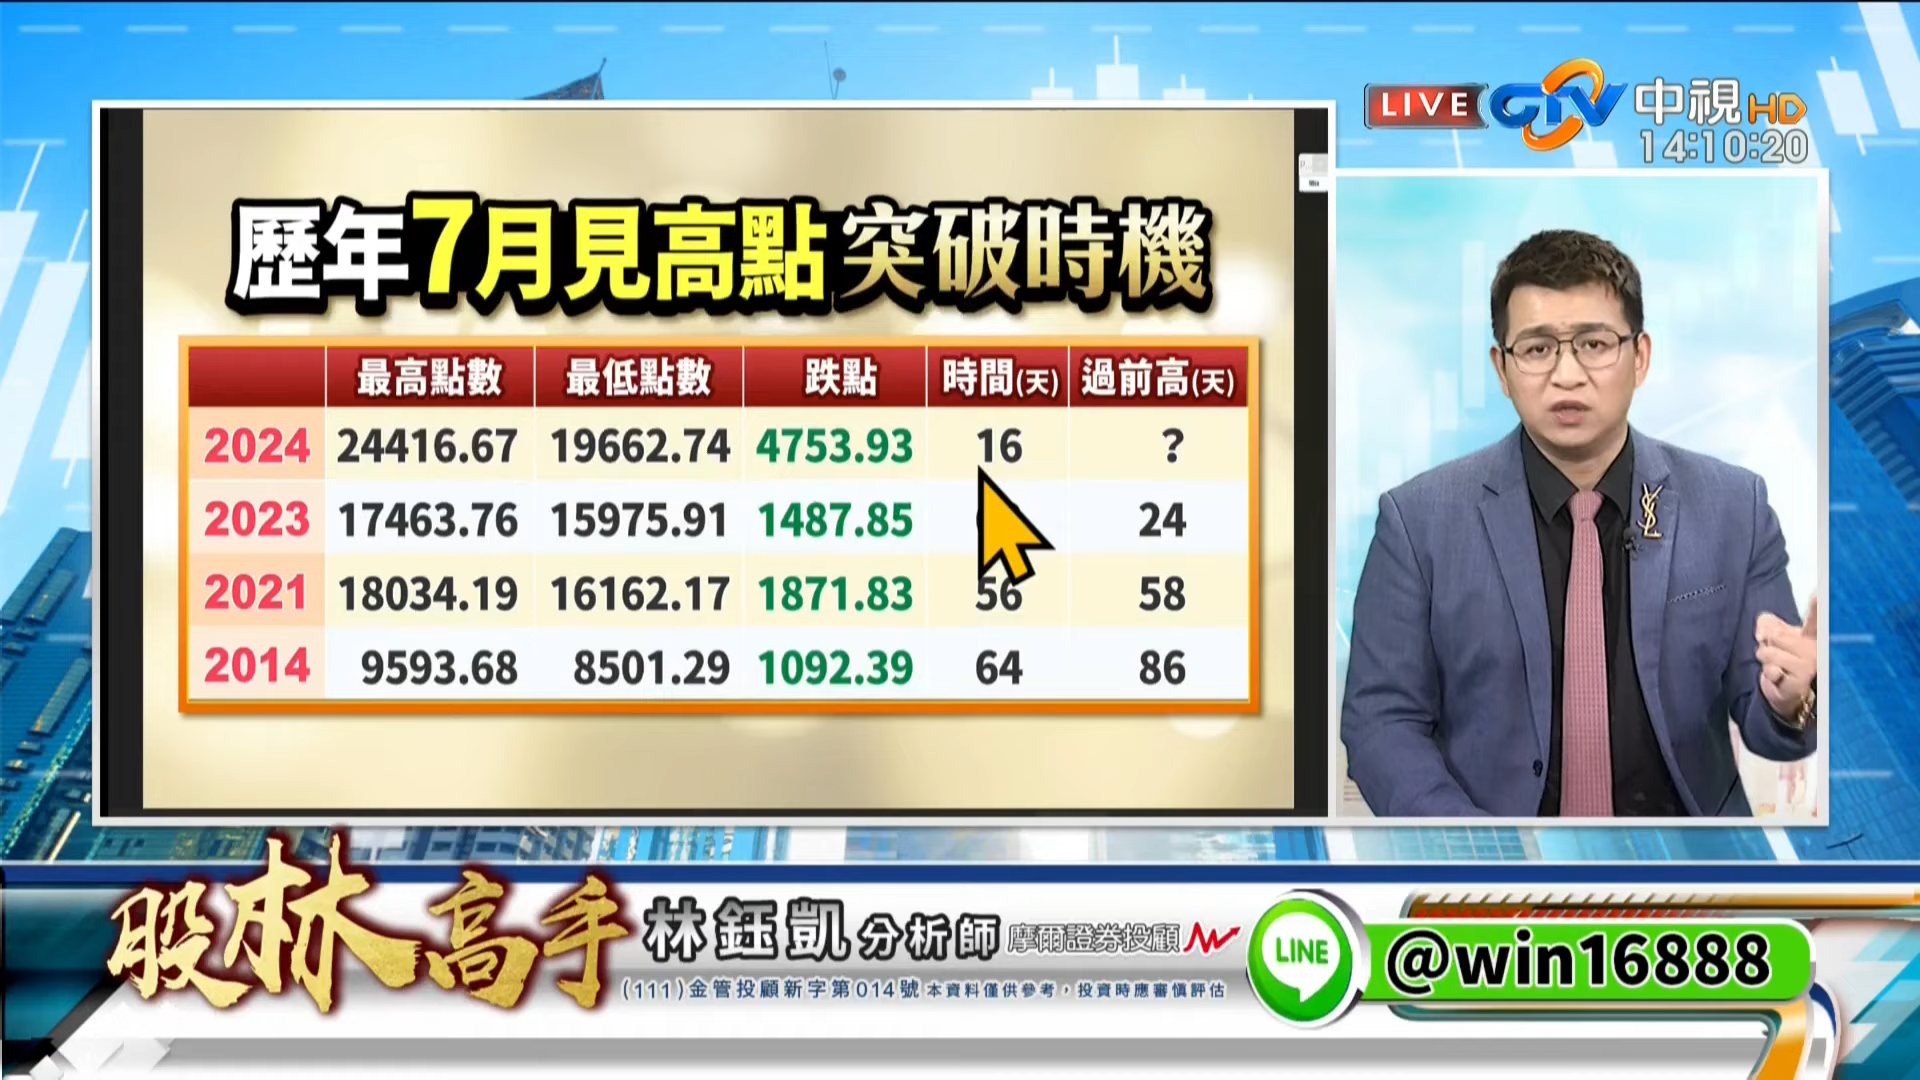 LIVE CTV 中視HD
14:10:20
歷年7月見高點突破時機
最高點數 最低點數 跌點 時間(天) 過前高(天)
2024 24416.67 19662.74 4753.93 16 ?
2023 17463.76 15975.91 1487.85 24
2021 18034.19 16162.17 1871.83 56 58
2014 9593.68 8501.29 1092.39 64 86
股林高手 林鈺凱 分析師 摩爾證券投顧
(111)金管投顧新字第014號 本資料僅供參考，投資時應審慎評估
LINE @win16888